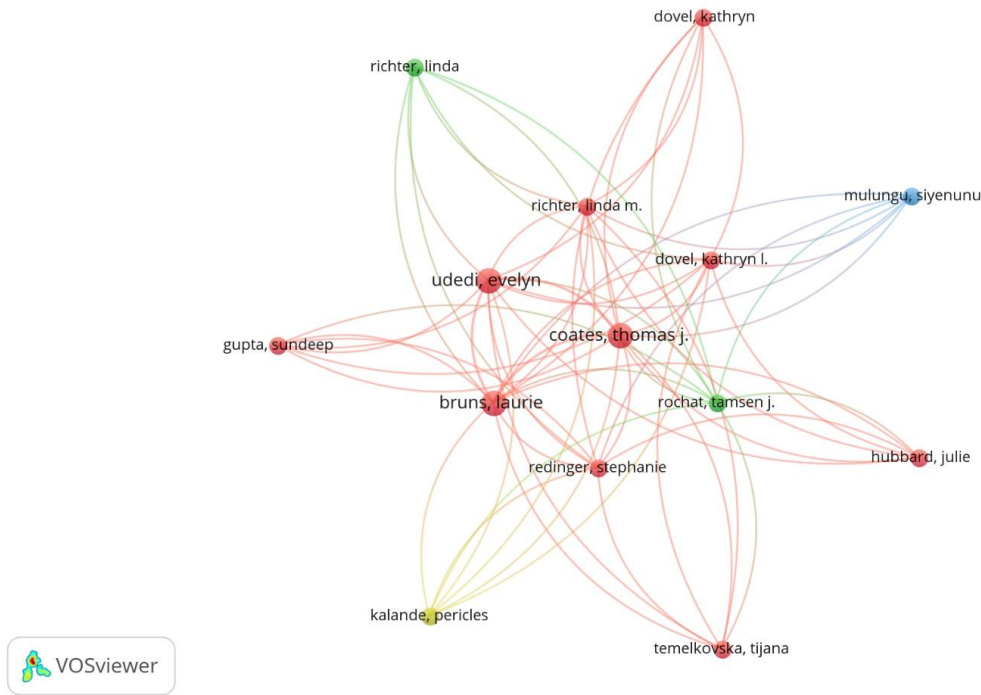 dovel, kathryn
richter, linda
mulungu, siyenunu
richter, linda m.
dovel, kathryn l.
udedi, evelyn
coates, thomas j.
gupta, sundeep
bruns, laurie
rochat, tamsen j.
hubbard, julie
redinger, stephanie
kalande, pericles
temelkovska, tijana
VOSviewer